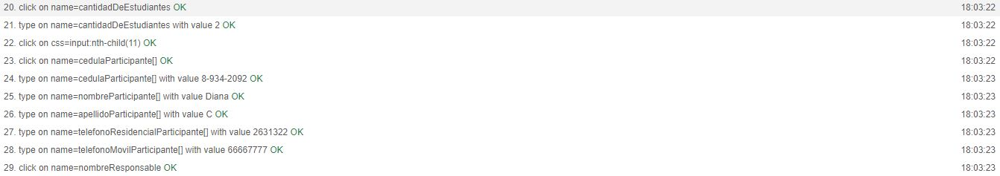 20. click on name=cantidadDeEstudiantes OK 18:03:22
21. type on name=cantidadDeEstudiantes with value 2 OK 18:03:22
22. click on css=input:nth-child(11) OK 18:03:22
23. click on name=cedulaParticipante[] OK 18:03:22
24. type on name=cedulaParticipante[] with value 8-934-2092 OK 18:03:23
25. type on name=nombreParticipante[] with value Diana OK 18:03:23
26. type on name=apellidoParticipante[] with value C OK 18:03:23
27. type on name=telefonoResidencialParticipante[] with value 2631322 OK 18:03:23
28. type on name=telefonoMovilParticipante[] with value 66667777 OK 18:03:23
29. click on name=nombreResponsable OK 18:03:23